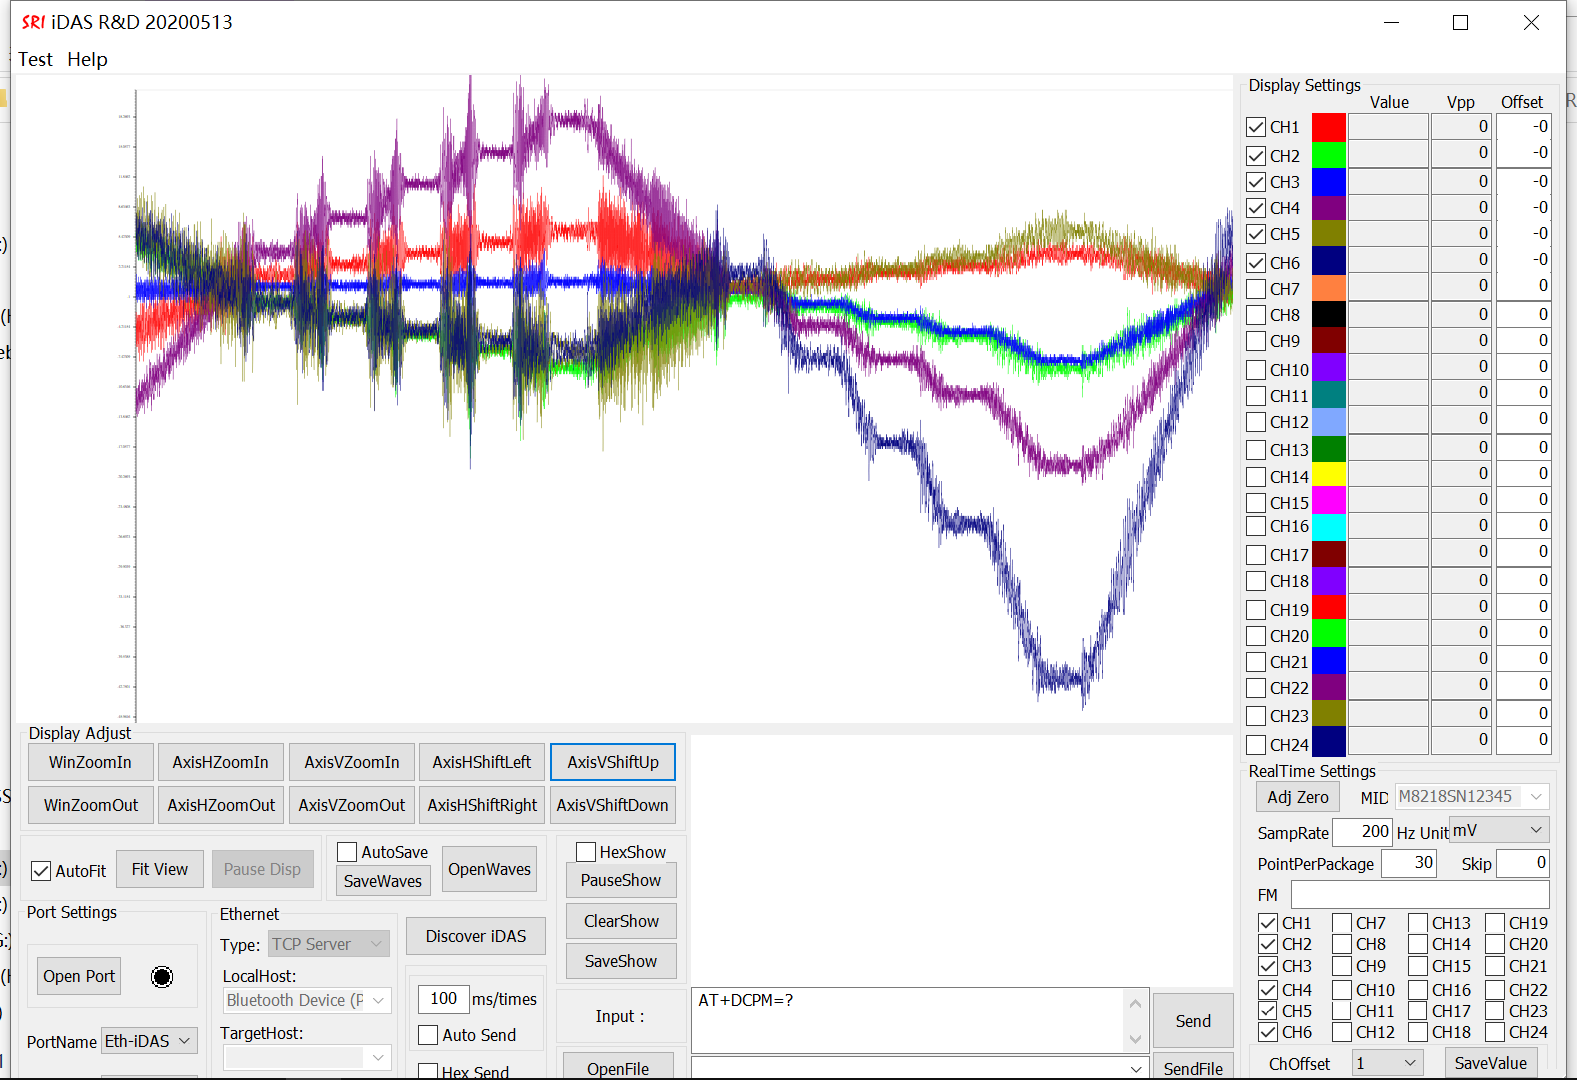 SRI iDAS R&D 20200513
Test Help
Display Settings
Value Vpp Offset
CH1 0 -0
CH2 0 -0
CH3 0 -0
CH4 0 -0
CH5 0 -0
CH6 0 -0
CH7 0 0
CH8 0 0
CH9 0 0
CH10 0 0
CH11 0 0
CH12 0 0
CH13 0 0
CH14 0 0
CH15 0 0
CH16 0 0
CH17 0 0
CH18 0 0
CH19 0 0
CH20 0 0
CH21 0 0
CH22 0 0
CH23 0 0
CH24 0 0
Display Adjust
WinZoomIn AxisHZoomIn AxisVZoomIn AxisHShiftLeft AxisVShiftUp
WinZoomOut AxisHZoomOut AxisVZoomOut AxisHShiftRight AxisVShiftDown
AutoFit Fit View Pause Disp
AutoSave
SaveWaves
OpenWaves
HexShow
PauseShow
ClearShow
SaveShow
Port Settings
Open Port
PortName Eth-iDAS
Ethernet
Type: TCP Server
LocalHost:
Bluetooth Device (P
TargetHost:
Discover iDAS
100 ms/times
Auto Send
Hex Send
Input :
OpenFile
AT+DCPM=?
Send
SendFile
RealTime Settings
Adj Zero MID M8218SN12345
SampRate 200 Hz Unit mV
PointPerPackage 30 Skip 0
FM
CH1 CH7 CH13 CH19
CH2 CH8 CH14 CH20
CH3 CH9 CH15 CH21
CH4 CH10 CH16 CH22
CH5 CH11 CH17 CH23
CH6 CH12 CH18 CH24
ChOffset 1 SaveValue